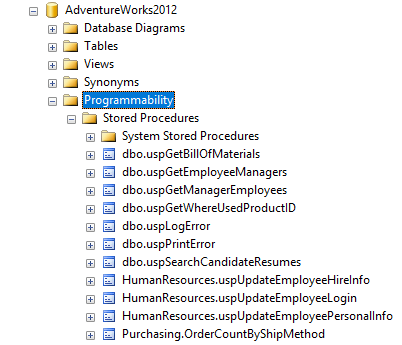 AdventureWorks2012
Database Diagrams
Tables
Views
Synonyms
Programmability
Stored Procedures
System Stored Procedures
dbo.uspGetBillOfMaterials
dbo.uspGetEmployeeManagers
dbo.uspGetManagerEmployees
dbo.uspGetWhereUsedProductID
dbo.uspLogError
dbo.uspPrintError
dbo.uspSearchCandidateResumes
HumanResources.uspUpdateEmployeeHireInfo
HumanResources.uspUpdateEmployeeLogin
HumanResources.uspUpdateEmployeePersonalInfo
Purchasing.OrderCountByShipMethod